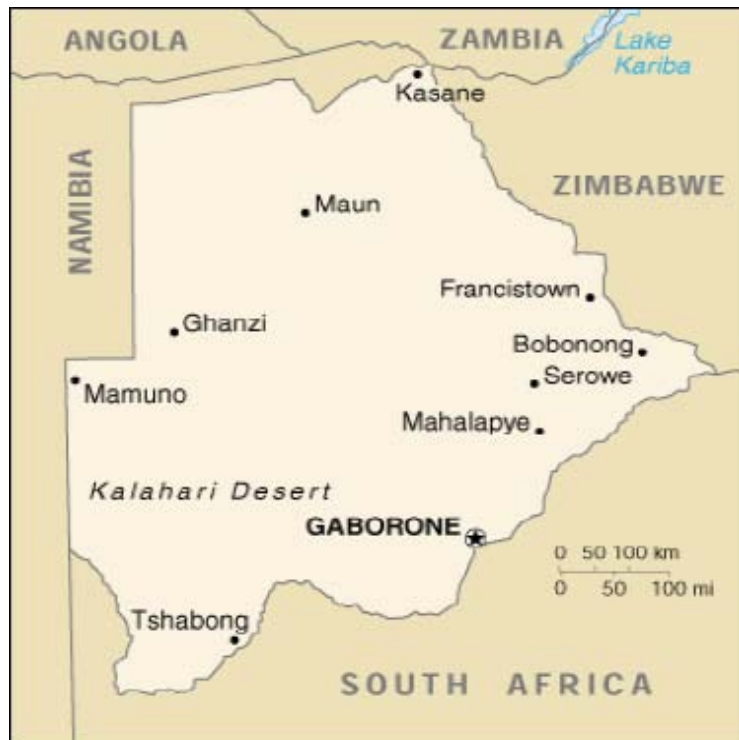 ANGOLA
ZAMBIA
Lake
Kariba
Kasane
NAMIBIA
ZIMBABWE
Maun
Francistown
Ghanzi
Bobonong
Serowe
Mamuno
Mahalapye
Kalahari Desert
GABORONE
0 50 100 km
0 50 100 mi
Tshabong
SOUTH AFRICA